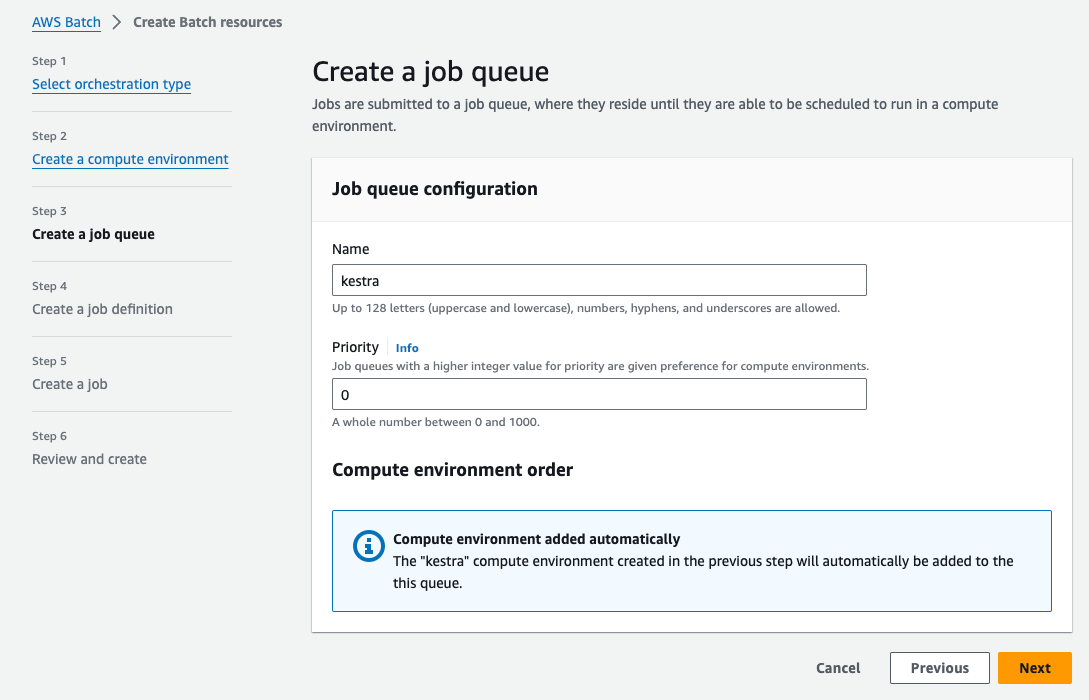 AWS Batch > Create Batch resources
Step 1
Select orchestration type
Step 2
Create a compute environment
Step 3
Create a job queue
Step 4
Create a job definition
Step 5
Create a job
Step 6
Review and create
Create a job queue
Jobs are submitted to a job queue, where they reside until they are able to be scheduled to run in a compute
environment.
Job queue configuration
Name
kestra
Up to 128 letters (uppercase and lowercase), numbers, hyphens, and underscores are allowed.
Priority Info
Job queues with a higher integer value for priority are given preference for compute environments.
0
A whole number between 0 and 1000.
Compute environment order
Compute environment added automatically
The "kestra" compute environment created in the previous step will automatically be added to the
this queue.
Cancel Previous Next